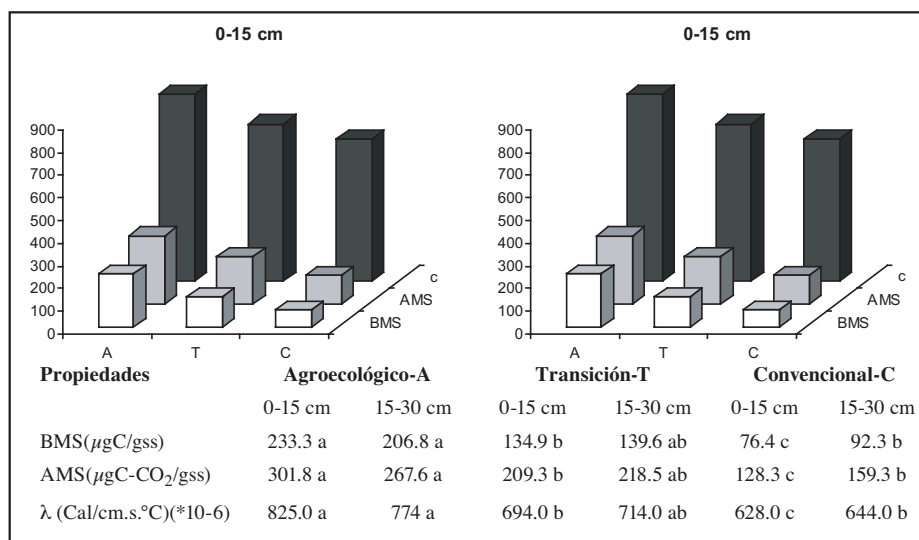 0-15 cm
900
800
700
600
500
400
300
200
100
0
A T C
BMS
AMS
c
0-15 cm
900
800
700
600
500
400
300
200
100
0
A T C
BMS
AMS
c
Propiedades Agroecológico-A Transición-T Convencional-C
0-15 cm 15-30 cm 0-15 cm 15-30 cm 0-15 cm 15-30 cm
BMS(µgC/gss) 233.3 a 206.8 a 134.9 b 139.6 ab 76.4 c 92.3 b
AMS(µgC-CO₂/gss) 301.8 a 267.6 a 209.3 b 218.5 ab 128.3 c 159.3 b
λ (Cal/cm.s.°C)(*10-6) 825.0 a 774 a 694.0 b 714.0 ab 628.0 c 644.0 b